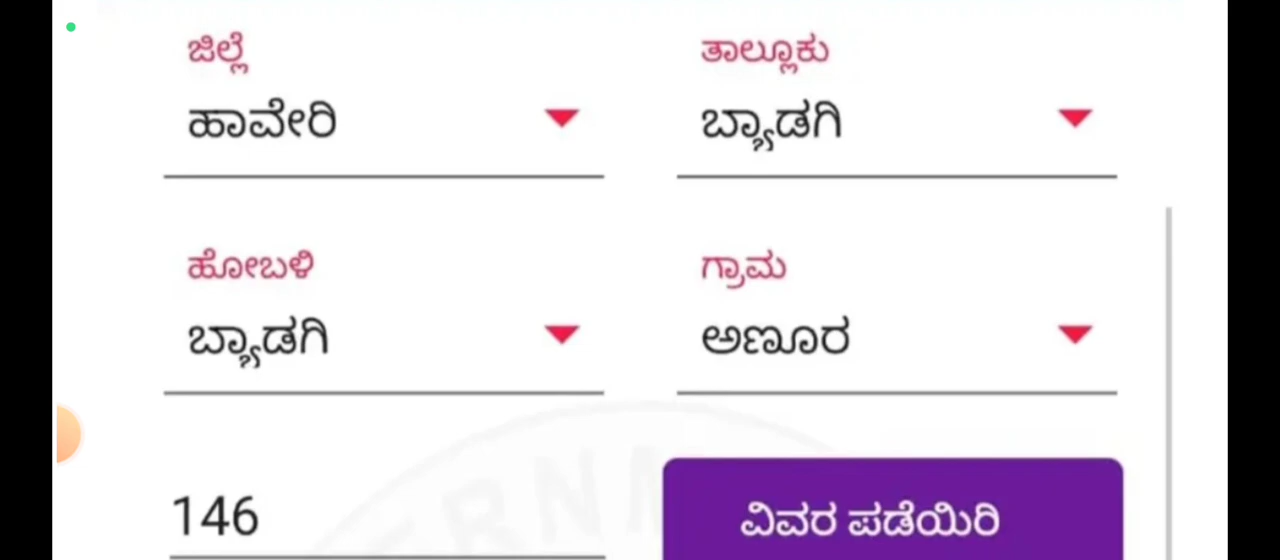 ಜಿಲ್ಲೆ ತಾಲ್ಲೂಕು
ಹಾವೇರಿ ಬ್ಯಾಡಗಿ
ಹೋಬಳಿ ಗ್ರಾಮ
ಬ್ಯಾಡಗಿ ಅಣೂರ
146 ವಿವರ ಪಡೆಯಿರಿ